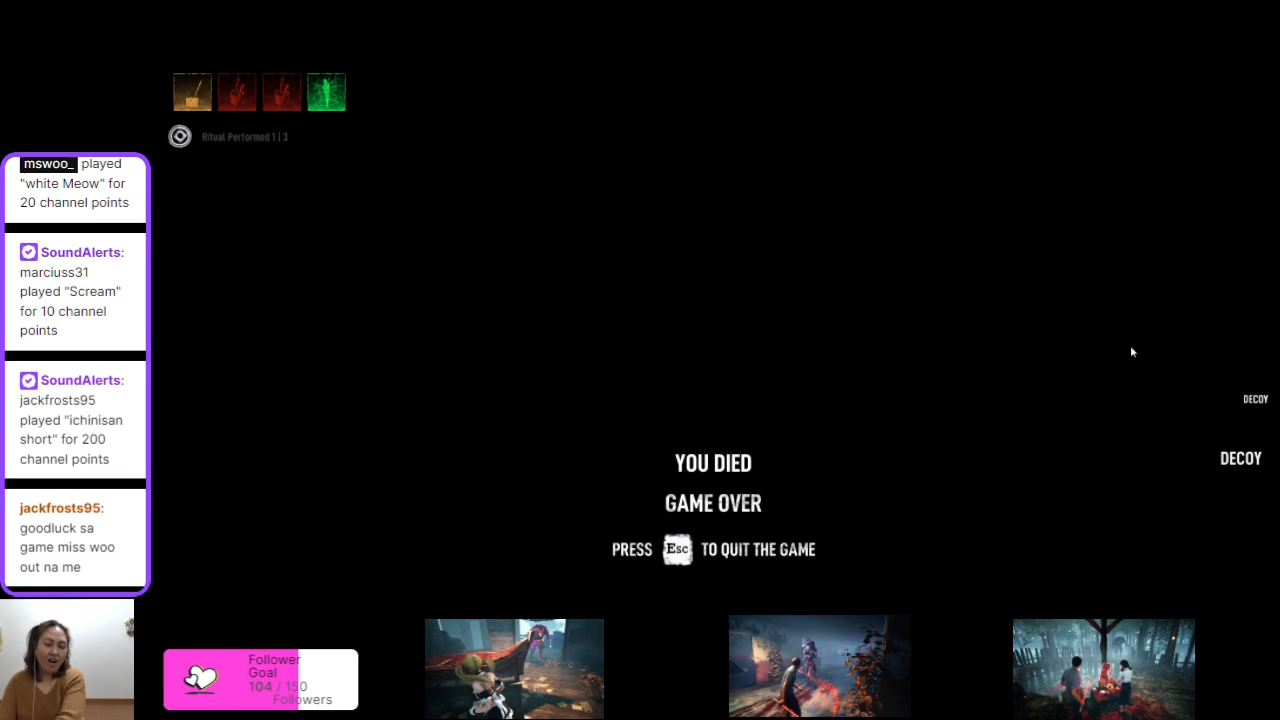 Ritual Performed 1 | 3
mswoo_ played
"white Meow" for
20 channel points
SoundAlerts:
marciuss31
played "Scream"
for 10 channel
points
SoundAlerts:
jackfrosts95
played "ichinisan
short" for 200
channel points
jackfrosts95:
goodluck sa
game miss woo
out na me
DECOY
DECOY
YOU DIED
GAME OVER
PRESS Esc TO QUIT THE GAME
Follower
Goal
104 / 150
Followers